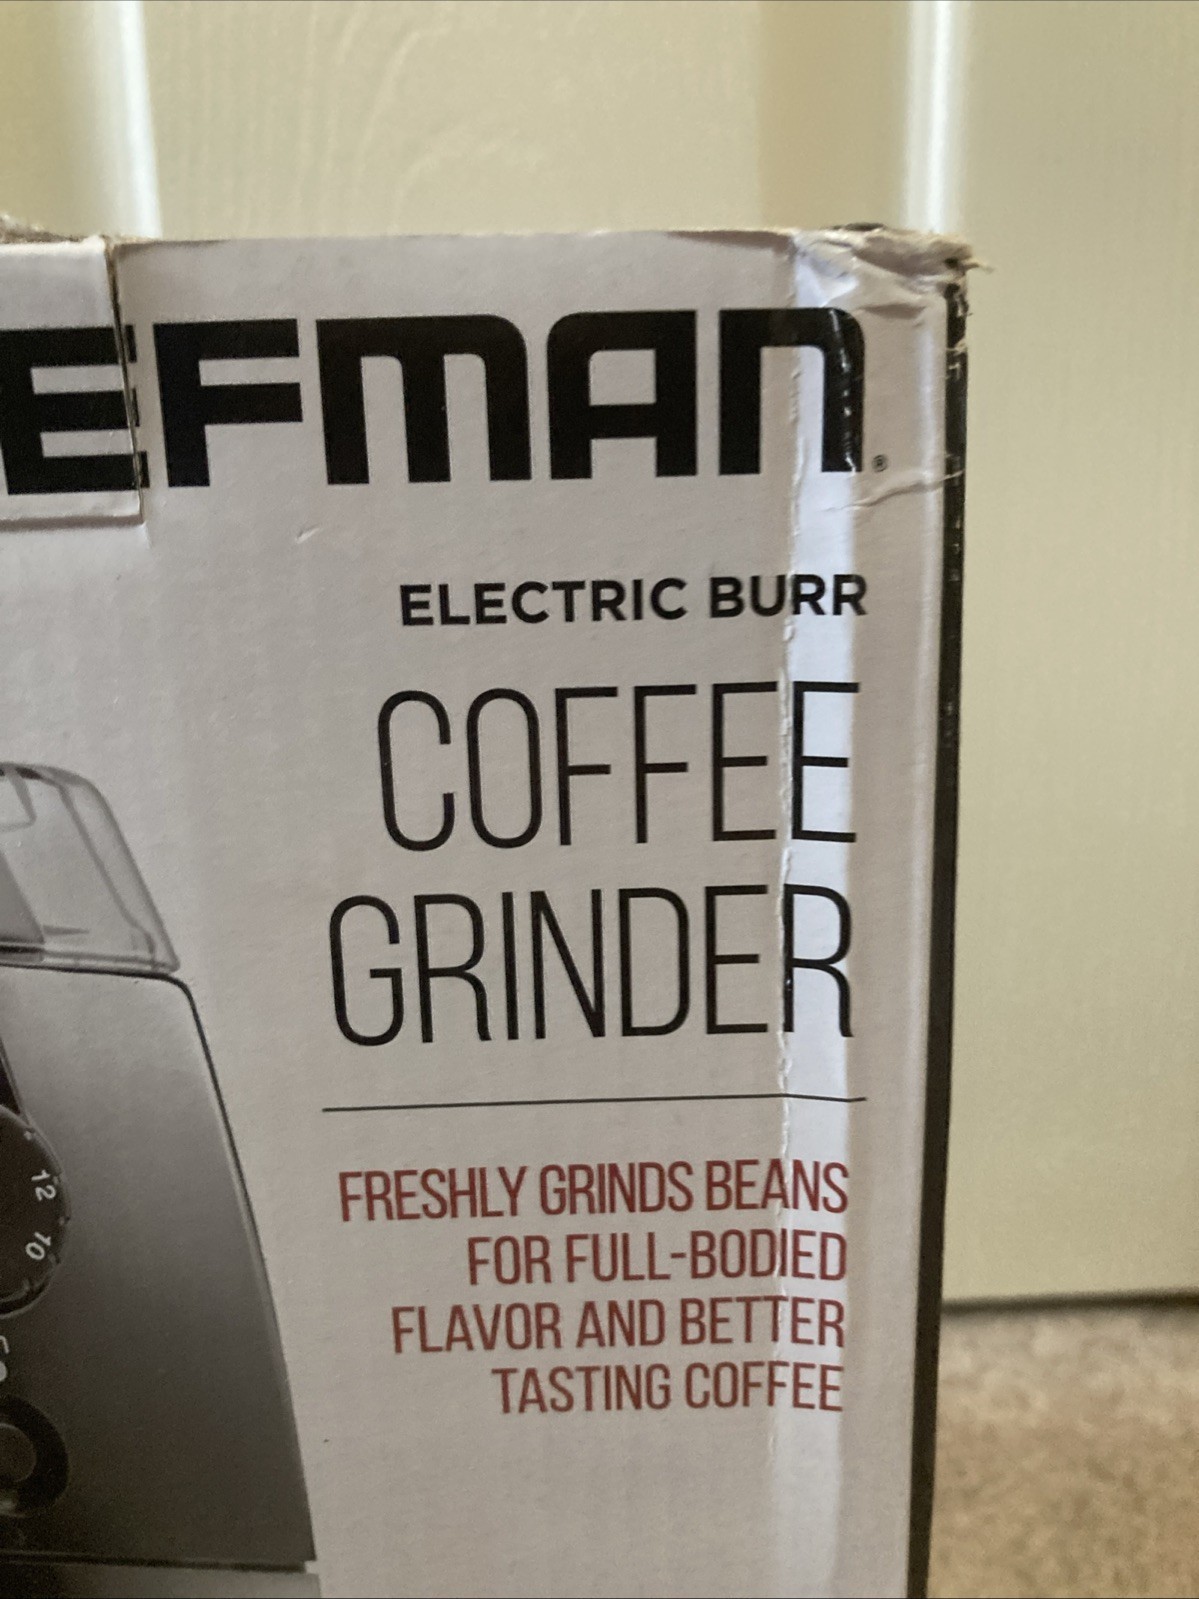 EFMAN®
ELECTRIC BURR
COFFEE
GRINDER
FRESHLY GRINDS BEANS
FOR FULL-BODIED
FLAVOR AND BETTER
TASTING COFFEE
12
10